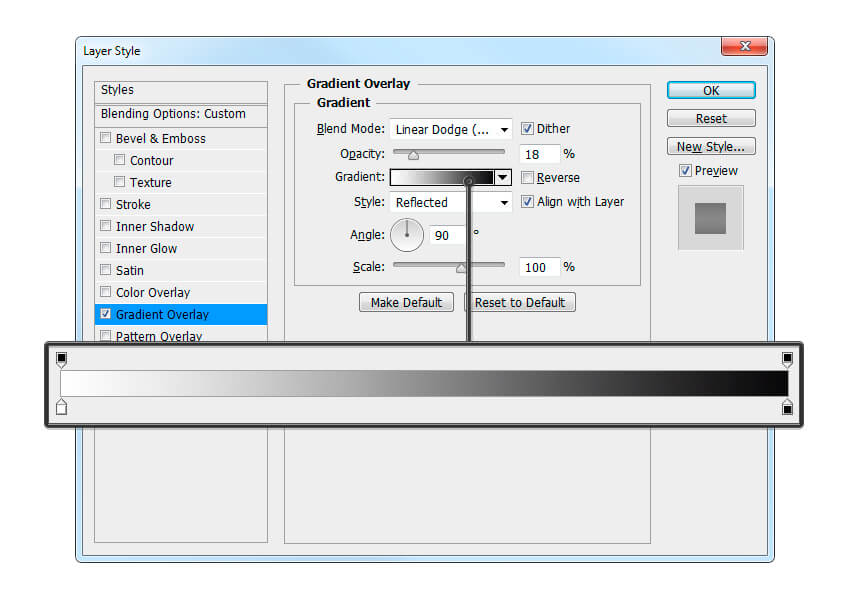 Layer Style
Styles
Blending Options: Custom
Bevel & Emboss
Contour
Texture
Stroke
Inner Shadow
Inner Glow
Satin
Color Overlay
Gradient Overlay
Pattern Overlay
Gradient Overlay
Gradient
Blend Mode: Linear Dodge (... Dither
Opacity: 18 %
Gradient: Reverse
Style: Reflected Align with Layer
Angle: 90 °
Scale: 100 %
Make Default Reset to Default
OK
Reset
New Style...
Preview